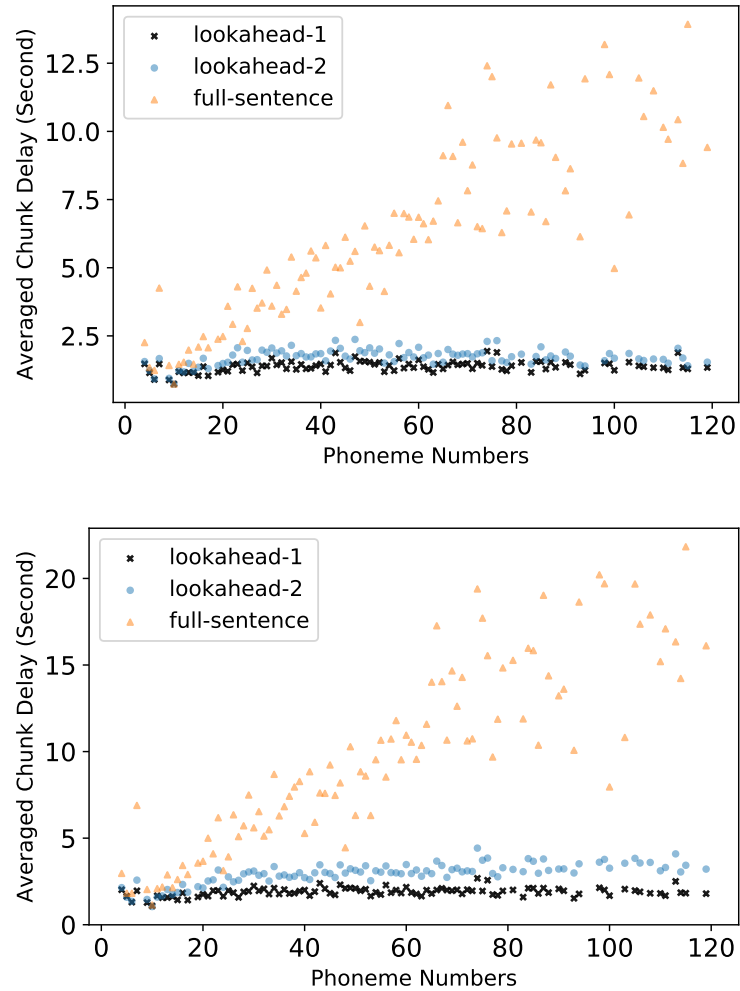 lookahead-1
lookahead-2
full-sentence
Averaged Chunk Delay (Second)
12.5
10.0
7.5
5.0
2.5
0 20 40 60 80 100 120
Phoneme Numbers
lookahead-1
lookahead-2
full-sentence
Averaged Chunk Delay (Second)
20
15
10
5
0
0 20 40 60 80 100 120
Phoneme Numbers